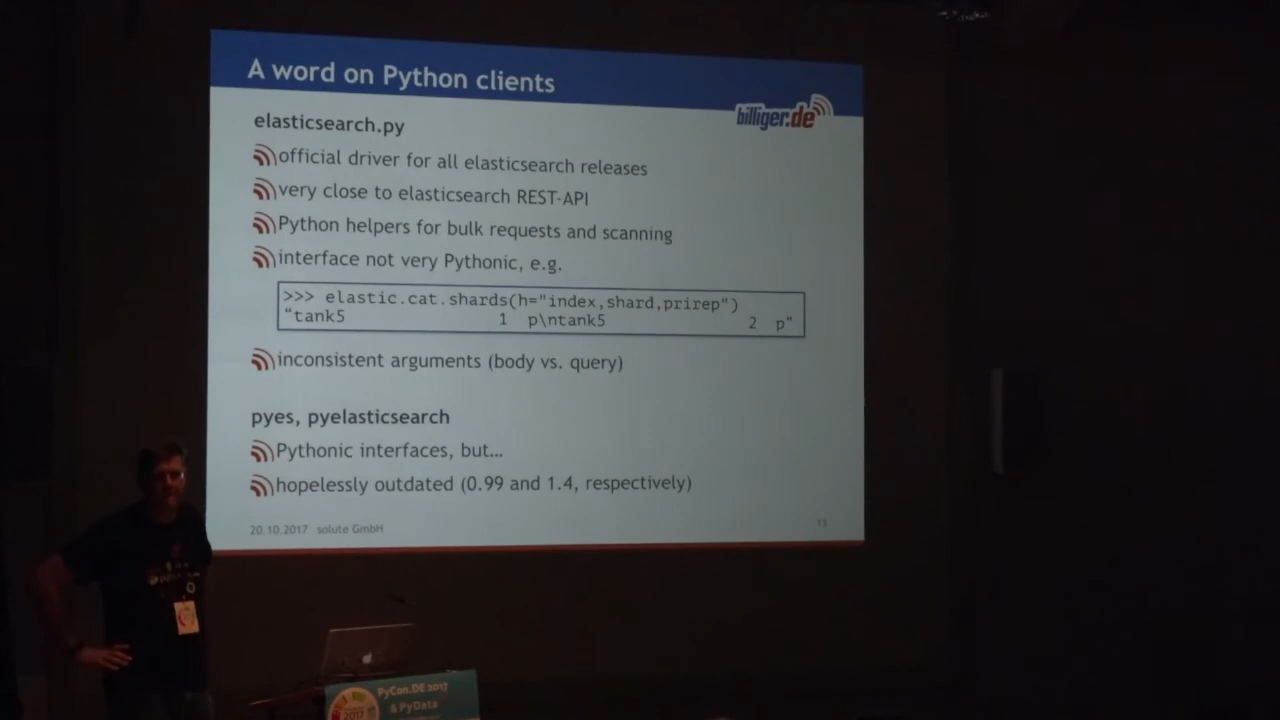 A word on Python clients
billiger.de
elasticsearch.py
official driver for all elasticsearch releases
very close to elasticsearch REST-API
Python helpers for bulk requests and scanning
interface not very Pythonic, e.g.
>>> elastic.cat.shards(h="index,shard,prirep")
"tank5 1 p\ntank5 2 p"
inconsistent arguments (body vs. query)
pyes, pyelasticsearch
Pythonic interfaces, but…
hopelessly outdated (0.99 and 1.4, respectively)
20.10.2017 solute GmbH
13
PyCon.DE 2017
& PyData
2017